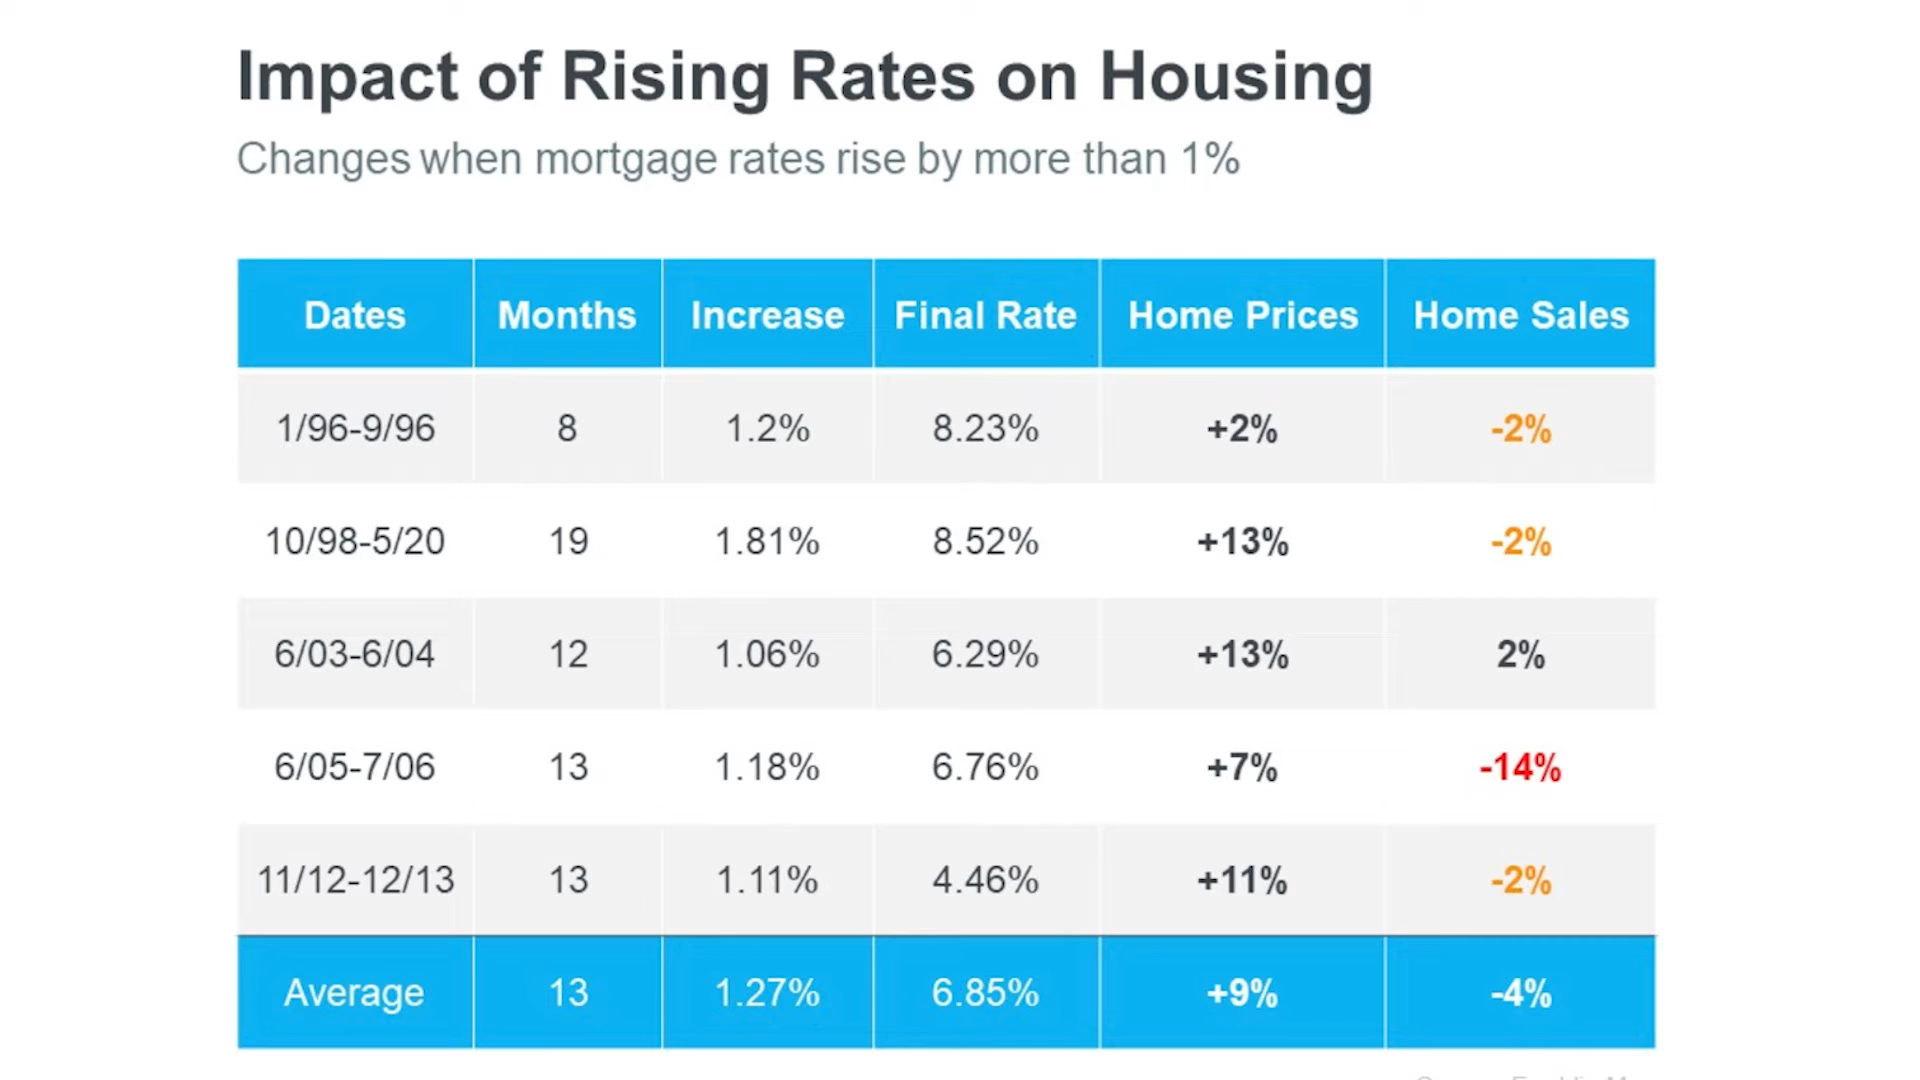 Impact of Rising Rates on Housing
Changes when mortgage rates rise by more than 1%
Dates Months Increase Final Rate Home Prices Home Sales
1/96-9/96 8 1.2% 8.23% +2% -2%
10/98-5/20 19 1.81% 8.52% +13% -2%
6/03-6/04 12 1.06% 6.29% +13% 2%
6/05-7/06 13 1.18% 6.76% +7% -14%
11/12-12/13 13 1.11% 4.46% +11% -2%
Average 13 1.27% 6.85% +9% -4%